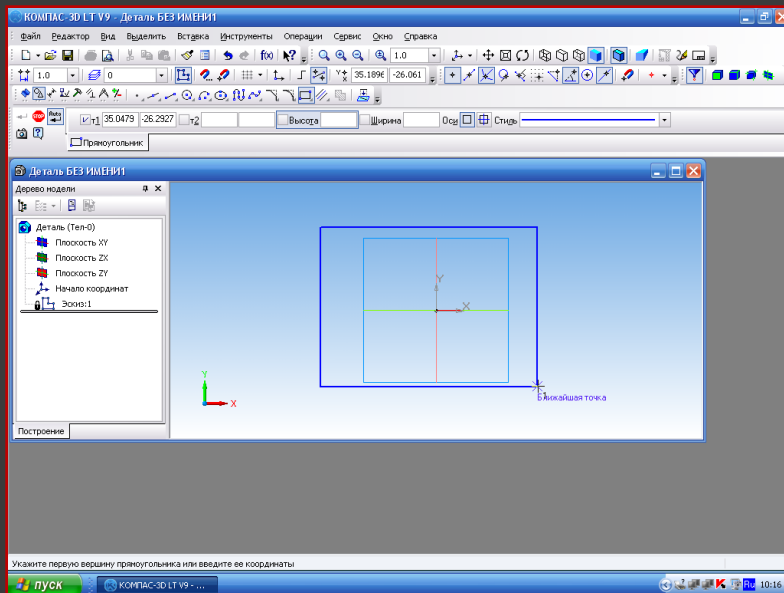 КОМПАС-3D LT V9 - Деталь БЕЗ ИМЕНИ1
Файл Редактор Вид Выделить Вставка Инструменты Операции Сервис Окно Справка
f(x) 1.0
1.0 0 35.1896 -26.061
STOP Auto т1 35.0479 -26.2927 т2 Высота Ширина Оси Стиль
Прямоугольник
Деталь БЕЗ ИМЕНИ1
Дерево модели
Деталь (Тел-0)
Плоскость XY
Плоскость ZX
Плоскость ZY
Начало координат
Эскиз:1
Построение
Y
X
Y
X
Ближайшая точка
Укажите первую вершину прямоугольника или введите ее координаты
пуск КОМПАС-3D LT V9 - ... Ru 10:16